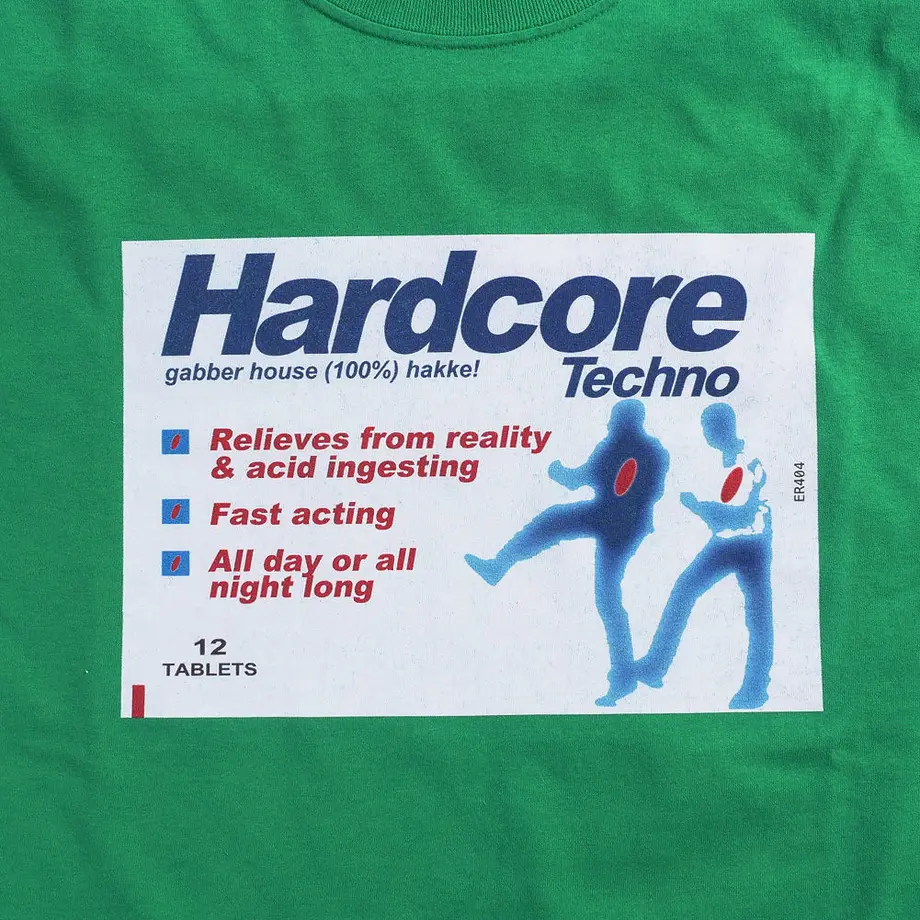 Hardcore
gabber house (100%) hakke!
Techno
Relieves from reality
& acid ingesting
Fast acting
All day or all
night long
12
TABLETS
ER404